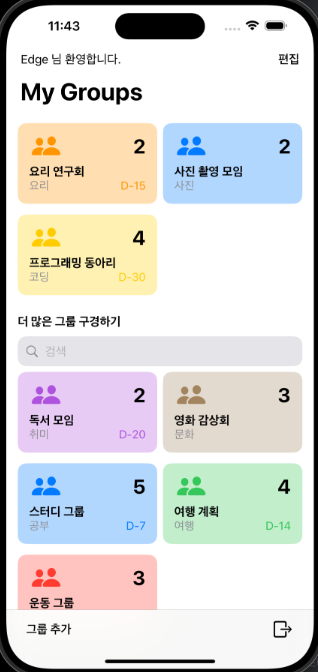 11:43
Edge 님 환영합니다.
편집
My Groups
2
요리 연구회
요리
D-15
2
사진 촬영 모임
사진
4
프로그래밍 동아리
코딩
D-30
더 많은 그룹 구경하기
검색
2
독서 모임
취미
D-20
3
영화 감상회
문화
5
스터디 그룹
공부
D-7
4
여행 계획
여행
D-14
3
운동 그룹
그룹 추가